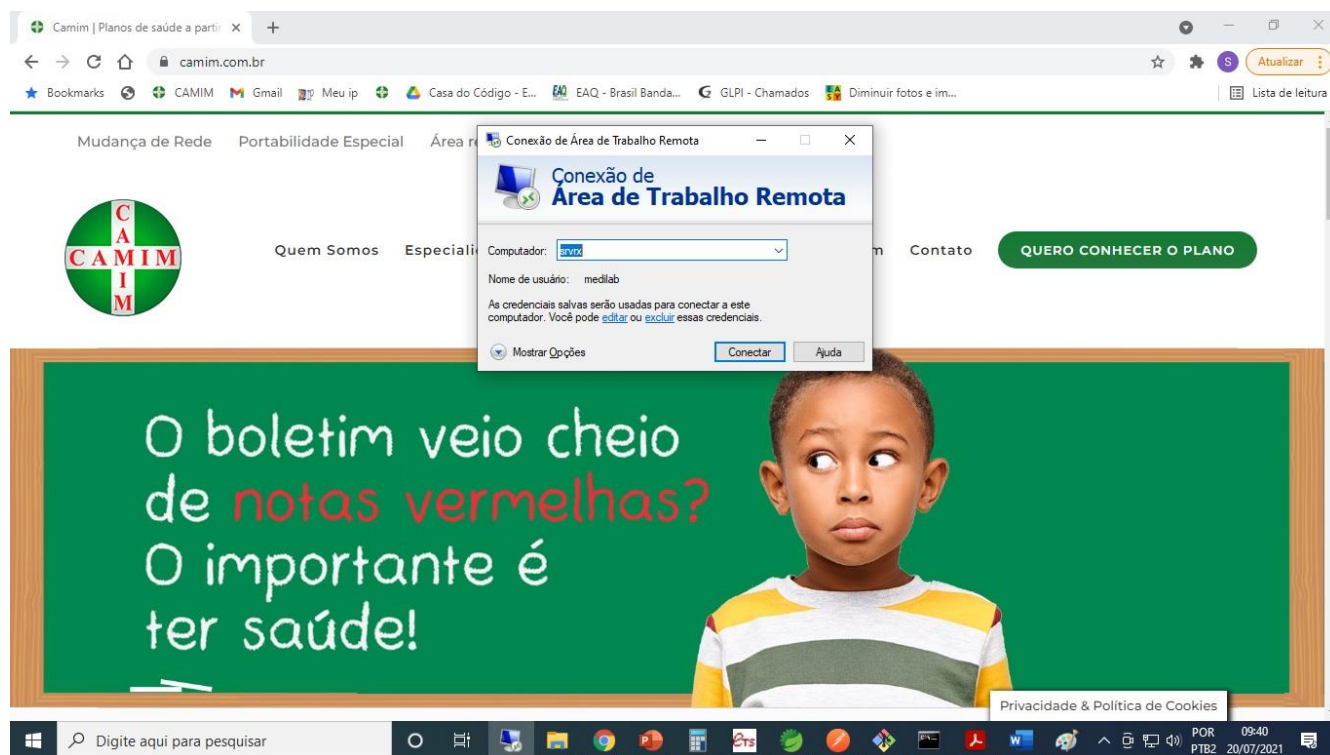 Camim | Planos de saúde a parti
camim.com.br
Atualizar
Bookmarks CAMIM Gmail Meu ip Casa do Código - E... EAQ - Brasil Banda... GLPI - Chamados Diminuir fotos e im... Lista de leitura
Mudança de Rede Portabilidade Especial Área re
Conexão de Área de Trabalho Remota
Conexão de
Área de Trabalho Remota
CAMIM
CAMIM
Quem Somos Especiali
m Contato QUERO CONHECER O PLANO
Computador: srvrx
Nome de usuário: medilab
As credenciais salvas serão usadas para conectar a este
computador. Você pode editar ou excluir essas credenciais.
Mostrar Opções Conectar Ajuda
O boletim veio cheio
de notas vermelhas?
O importante é
ter saúde!
Privacidade & Política de Cookies
Digite aqui para pesquisar
POR 09:40
PTB2 20/07/2021